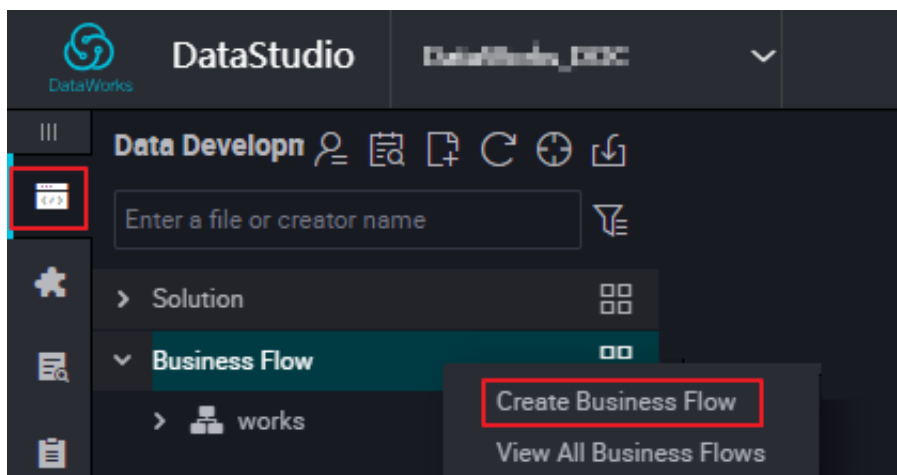 DataStudio
DataWorks
Data Developm
Enter a file or creator name
Solution
Business Flow
works
Create Business Flow
View All Business Flows